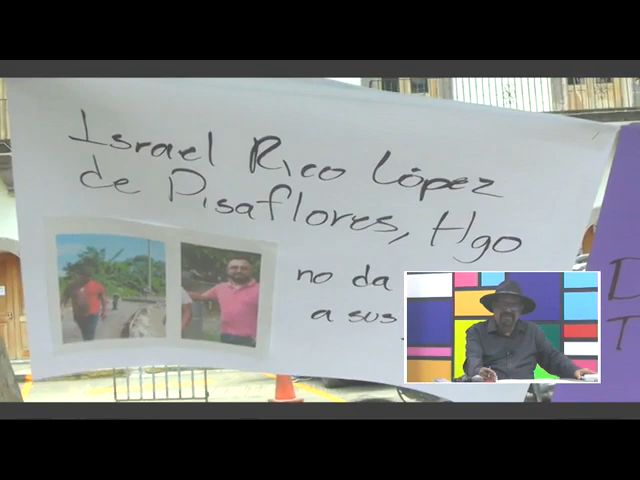 Israel Rico López
de Pisaflores, Hgo
no da
a sus
D
T